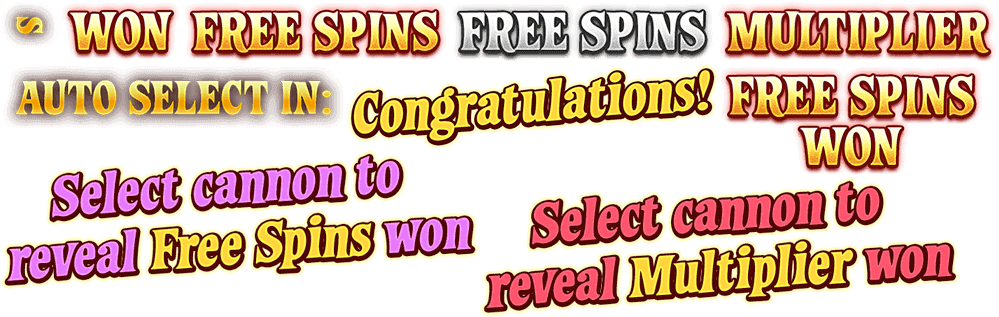 S WON FREE SPINS FREE SPINS MULTIPLIER
AUTO SELECT IN:
Congratulations!
FREE SPINS
WON
Select cannon to
reveal Free Spins won
Select cannon to
reveal Multiplier won